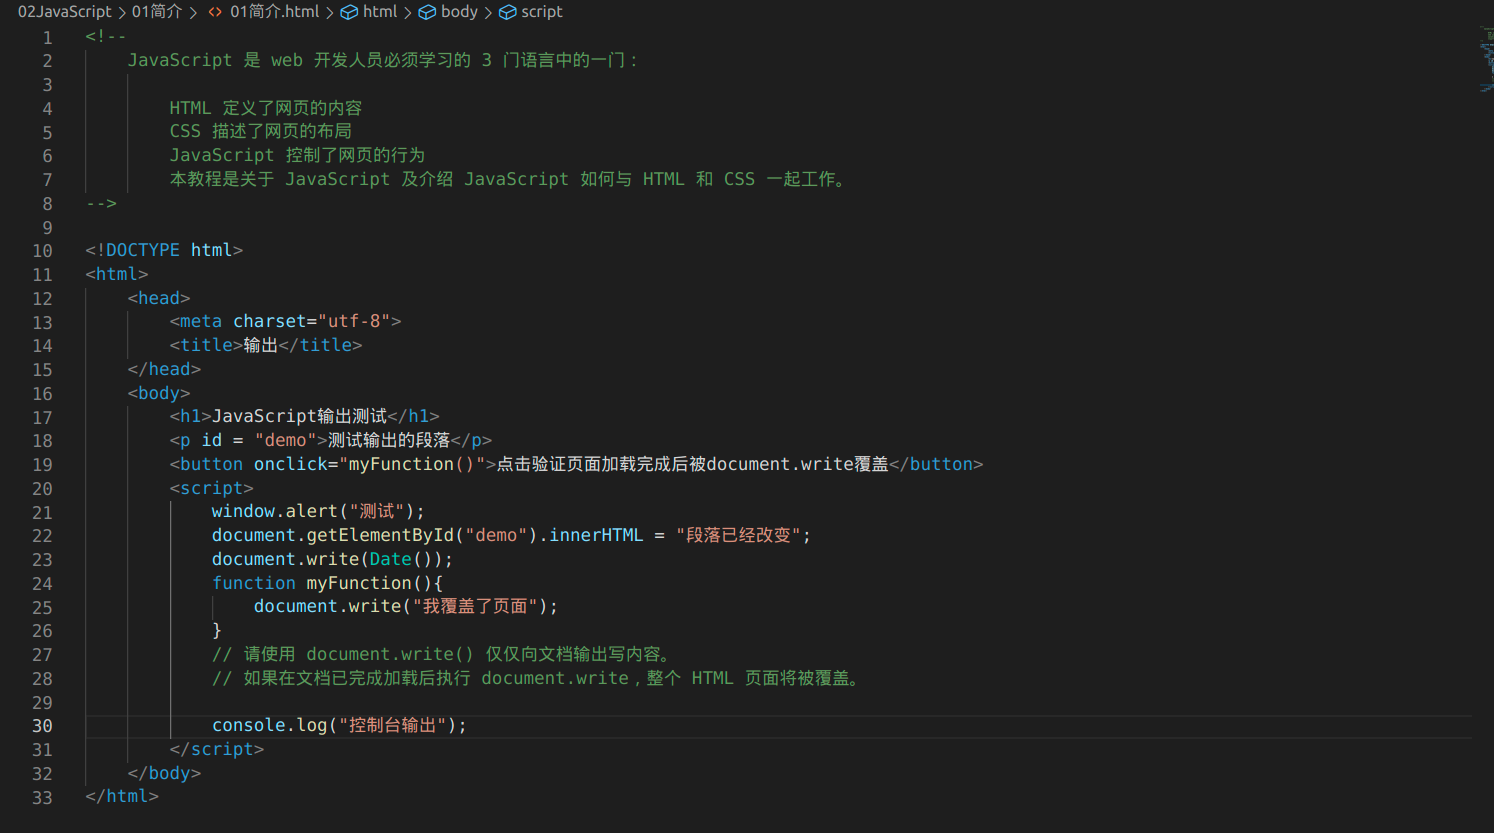 02JavaScript > 01简介 > <> 01简介.html > html > body > script
1 <!--
2 JavaScript 是 web 开发人员必须学习的 3 门语言中的一门：
3
4 HTML 定义了网页的内容
5 CSS 描述了网页的布局
6 JavaScript 控制了网页的行为
7 本教程是关于 JavaScript 及介绍 JavaScript 如何与 HTML 和 CSS 一起工作。
8 -->
9
10 <!DOCTYPE html>
11 <html>
12 <head>
13 <meta charset="utf-8">
14 <title>输出</title>
15 </head>
16 <body>
17 <h1>JavaScript输出测试</h1>
18 <p id = "demo">测试输出的段落</p>
19 <button onclick="myFunction()">点击验证页面加载完成后被document.write覆盖</button>
20 <script>
21 window.alert("测试");
22 document.getElementById("demo").innerHTML = "段落已经改变";
23 document.write(Date());
24 function myFunction(){
25 document.write("我覆盖了页面");
26 }
27 // 请使用 document.write() 仅仅向文档输出写内容。
28 // 如果在文档已完成加载后执行 document.write，整个 HTML 页面将被覆盖。
29
30 console.log("控制台输出");
31 </script>
32 </body>
33 </html>